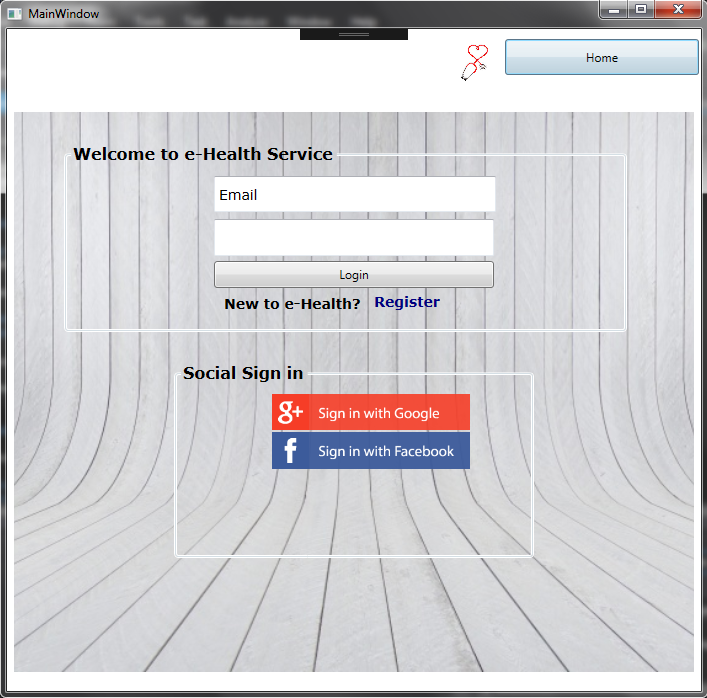 MainWindow
Home
Welcome to e-Health Service
Email
Login
New to e-Health? Register
Social Sign in
g+ Sign in with Google
f Sign in with Facebook